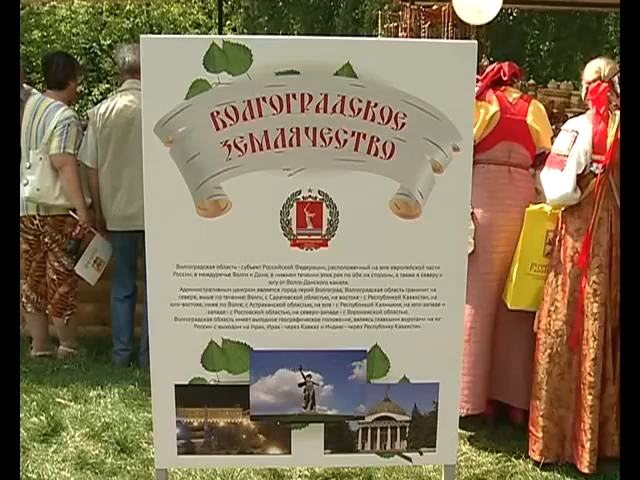 ВОЛГОГРАДСКОЕ
ЗЕМЛЯЧЕСТВО
Волгоградская область - субъект Российской Федерации, расположенный на юге европейской части
России, в междуречье Волги и Дона, в нижнем течении этих рек по обе их стороны, а также к северу и
югу от Волго-Донского канала.
Административным центром является город-герой Волгоград. Волгоградская область граничит на
севере, выше по течению Волги, с Саратовской областью, на востоке - с Республикой Казахстан, на
юго-востоке, ниже по Волге, с Астраханской областью, на юге - с Республикой Калмыкия, на юго-западе и
западе - с Ростовской областью, на северо-западе - с Воронежской областью.
Волгоградская область имеет выгодное географическое положение, являясь главными воротами на юг
России с выходом на Иран, Ирак - через Кавказ и Индию - через Республику Казахстан.